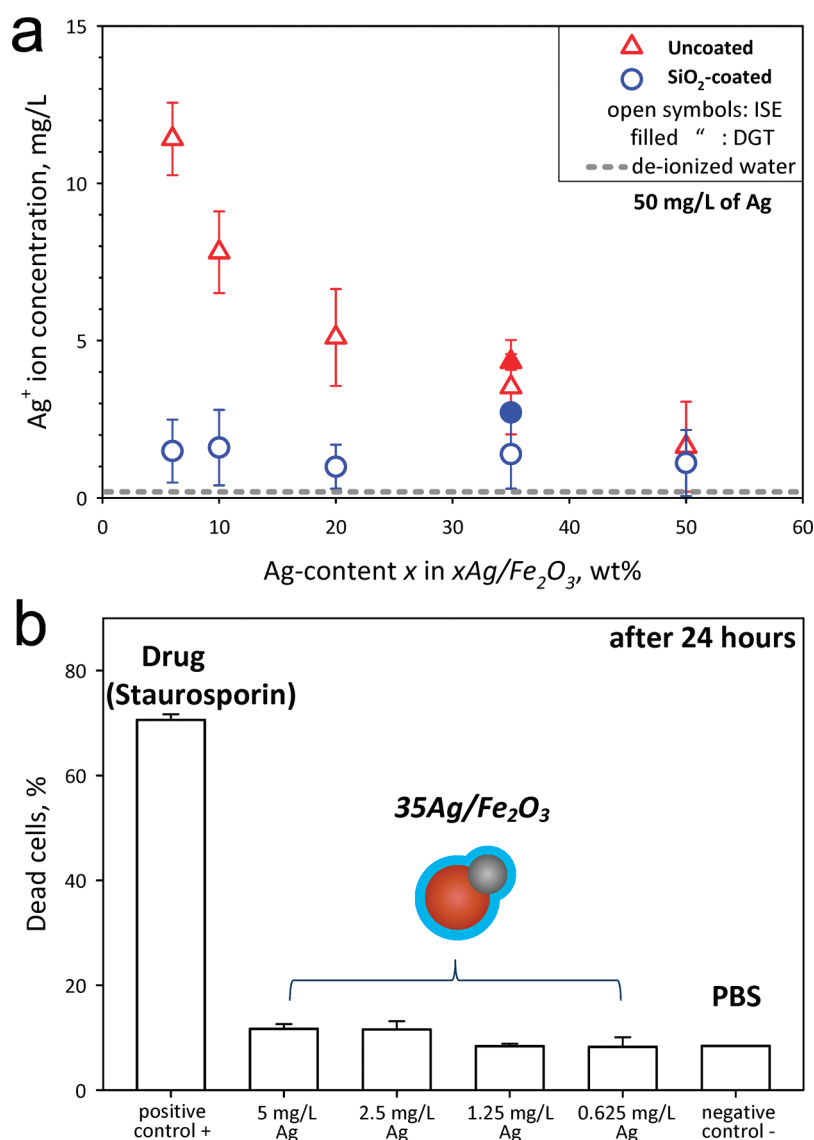 a
15
10
5
0
Ag⁺ ion concentration, mg/L
Uncoated
SiO₂-coated
open symbols: ISE
filled “ : DGT
de-ionized water
50 mg/L of Ag
0 10 20 30 40 50 60
Ag-content x in xAg/Fe₂O₃, wt%
b
after 24 hours
Drug
(Staurosporin)
80
60
40
20
0
Dead cells, %
35Ag/Fe₂O₃
PBS
positive control +
5 mg/L Ag
2.5 mg/L Ag
1.25 mg/L Ag
0.625 mg/L Ag
negative control -